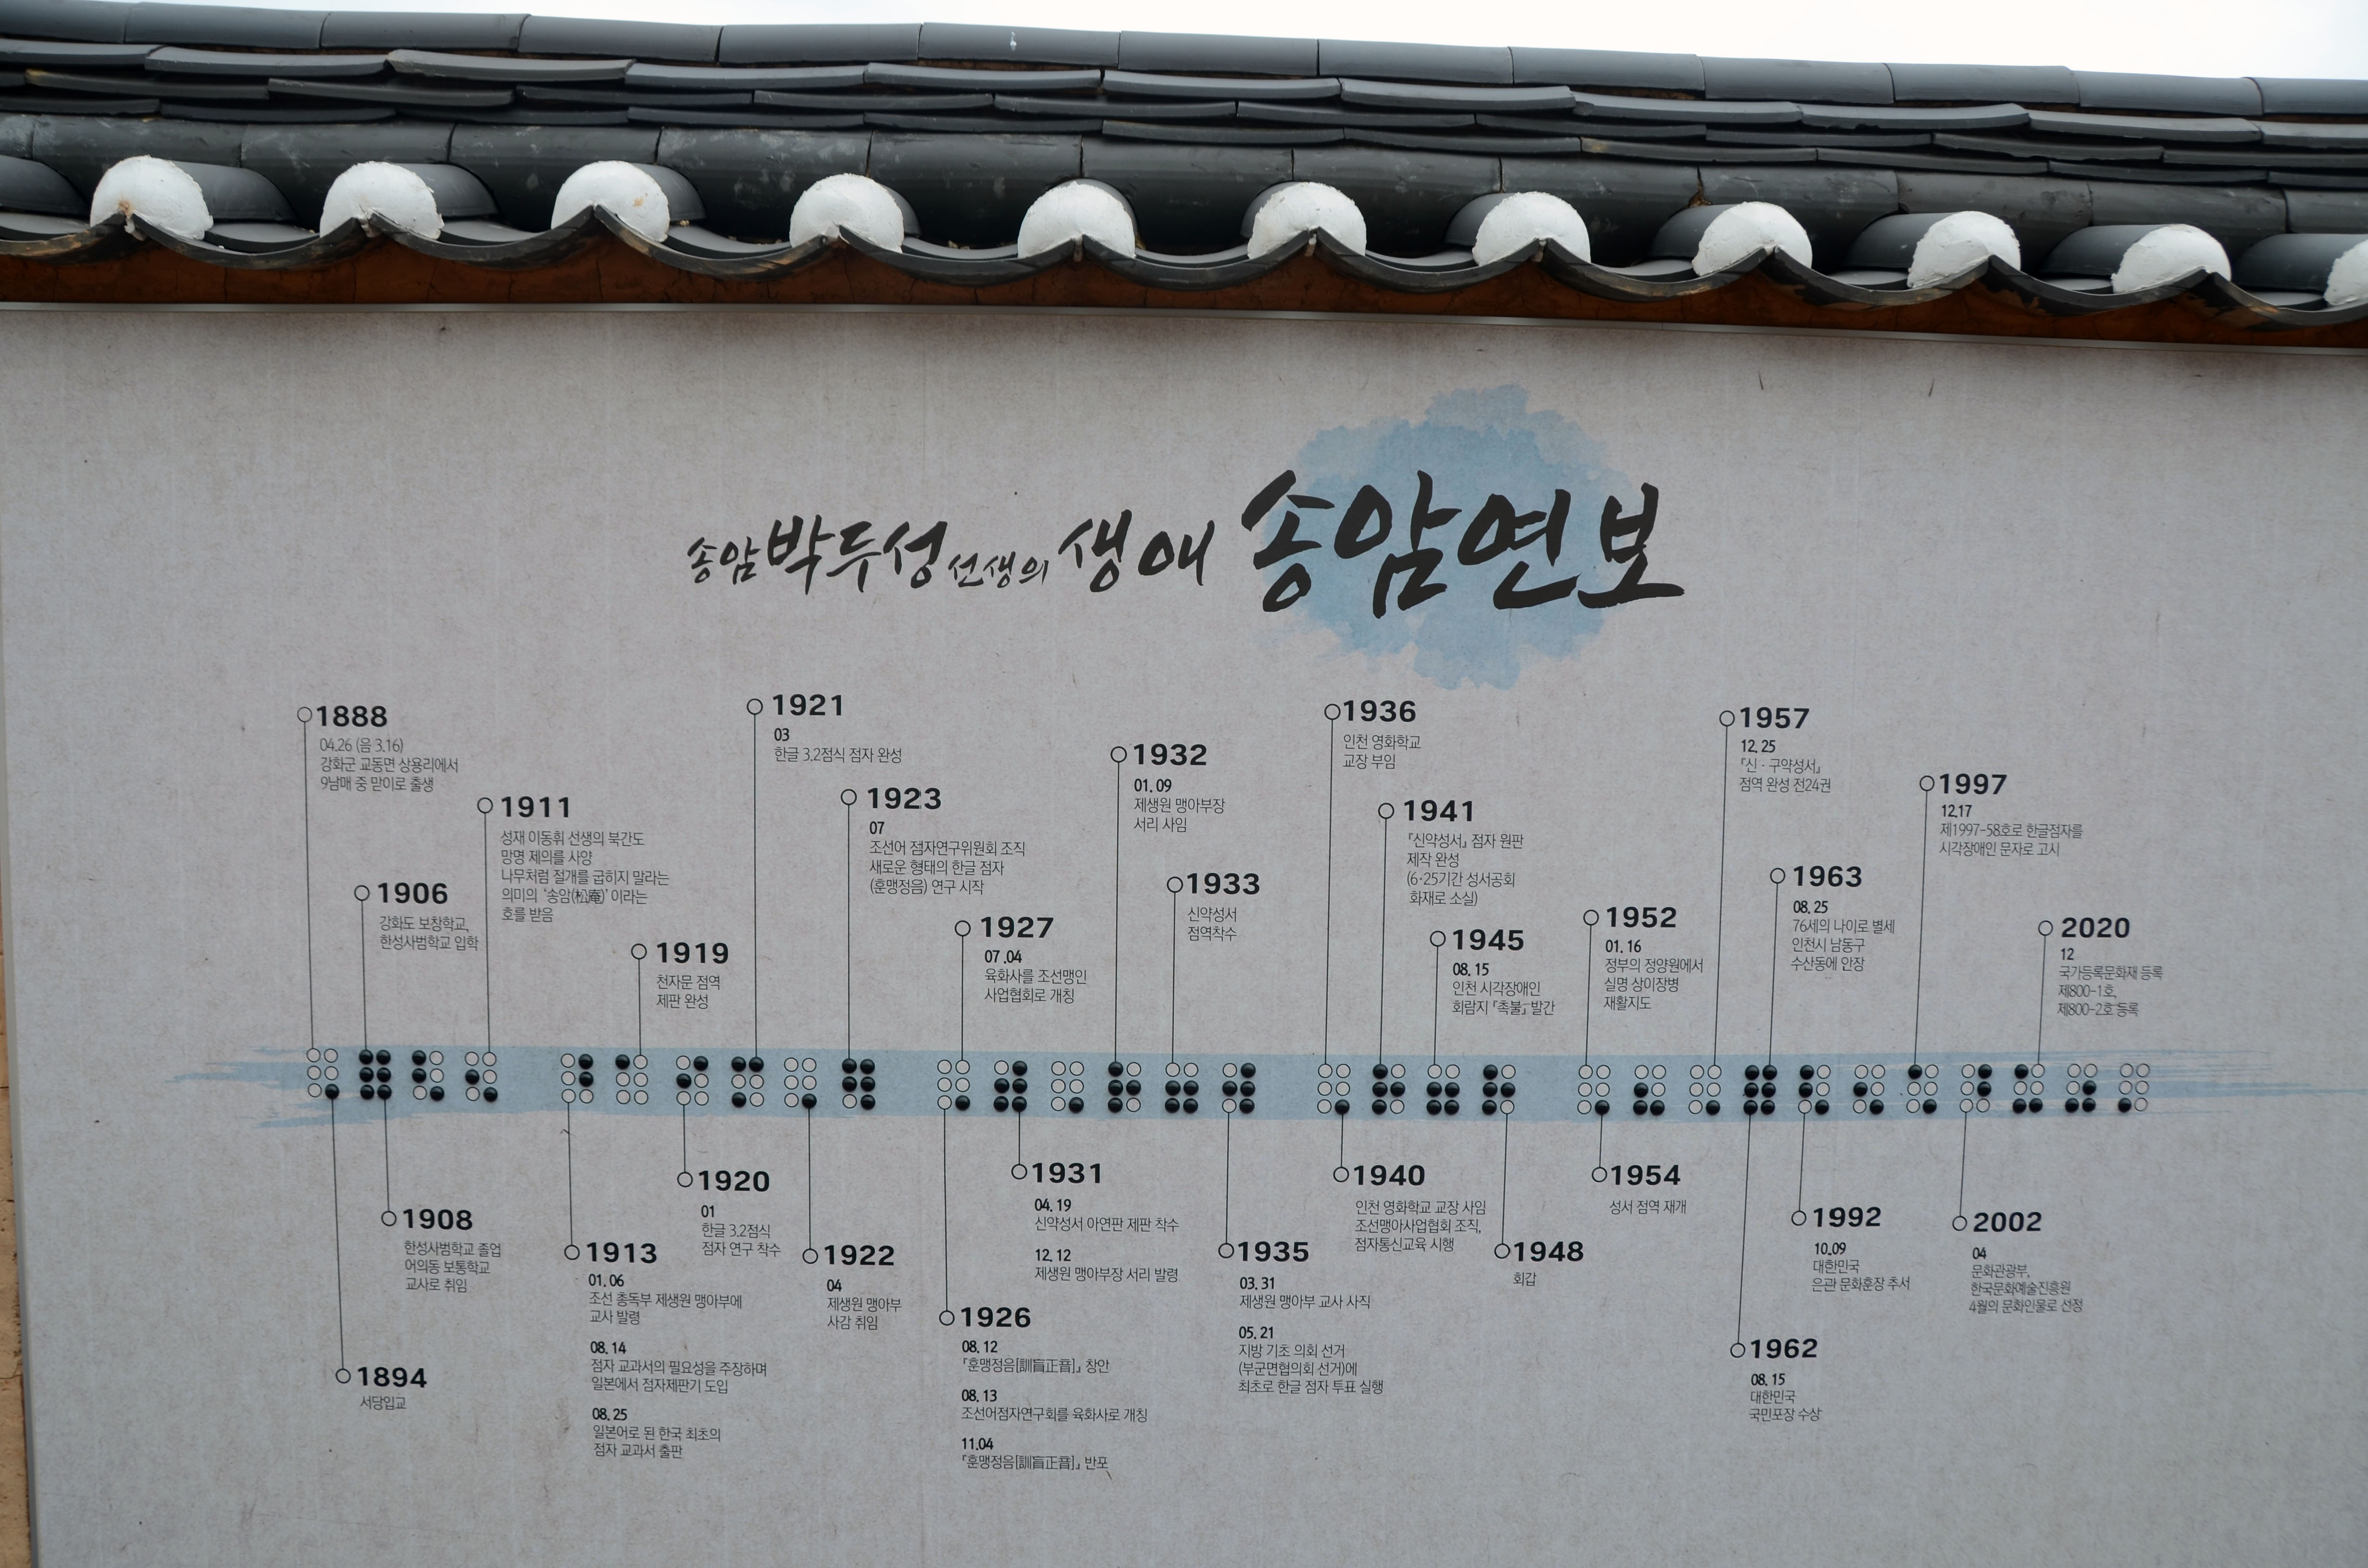 송암 박두성 선생의 생애 송암연보
1888
04.26 (음 3.16)
강화군 교동면 상용리에서
9남매 중 맏이로 출생
1894
서당입교
1906
강화도 보창학교,
한성사범학교 입학
1908
한성사범학교 졸업
어의동 보통학교
교사로 취임
1911
성재 이동휘 선생의 북간도
망명 제의를 사양
나무처럼 절개를 굽히지 말라는
의미의 '송암(松庵)' 이라는
호를 받음
1913
01.06
조선 총독부 제생원 맹아부에
교사 발령
08.14
점자 교과서의 필요성을 주장하며
일본에서 점자제판기 도입
08.25
일본어로 된 한국 최초의
점자 교과서 출판
1919
천자문 점역
제판 완성
1920
01
한글 3.2점식
점자 연구 착수
1921
03
한글 3.2점식 점자 완성
1922
04
제생원 맹아부
사감 취임
1923
07
조선어 점자연구위원회 조직
새로운 형태의 한글 점자
(훈맹정음) 연구 시작
1926
08.12
『훈맹정음[訓盲正音]』 창안
08.13
조선어점자연구회를 육화사로 개칭
11.04
『훈맹정음[訓盲正音]』 반포
1927
07.04
육화사를 조선맹인
사업협회로 개칭
1931
04.19
신약성서 아연판 제판 착수
12.12
제생원 맹아부장 서리 발령
1932
01.09
제생원 맹아부장
서리 사임
1933
신약성서
점역착수
1935
03.31
제생원 맹아부 교사 사직
05.21
지방 기초 의회 선거
(부군면협의회 선거)에
최초로 한글 점자 투표 실행
1936
인천 영화학교
교장 부임
1940
인천 영화학교 교장 사임
조선맹아사업협회 조직,
점자통신교육 시행
1941
『신약성서』 점자 원판
제작 완성
(6·25기간 성서공회
화재로 소실)
1945
08.15
인천 시각장애인
회람지 『촉불』 발간
1948
회갑
1952
01.16
정부의 정양원에서
실명 상이장병
재활지도
1954
성서 점역 재개
1957
12.25
『신·구약성서』
점역 완성 전24권
1962
08.15
대한민국
국민포장 수상
1963
08.25
76세의 나이로 별세
인천시 남동구
수산동에 안장
1992
10.09
대한민국
은관 문화훈장 추서
1997
12.17
제1997-58호로 한글점자를
시각장애인 문자로 고시
2002
04
문화관광부,
한국문화예술진흥원
4월의 문화인물로 선정
2020
12
국가등록문화재 등록
제800-1호,
제800-2호 등록